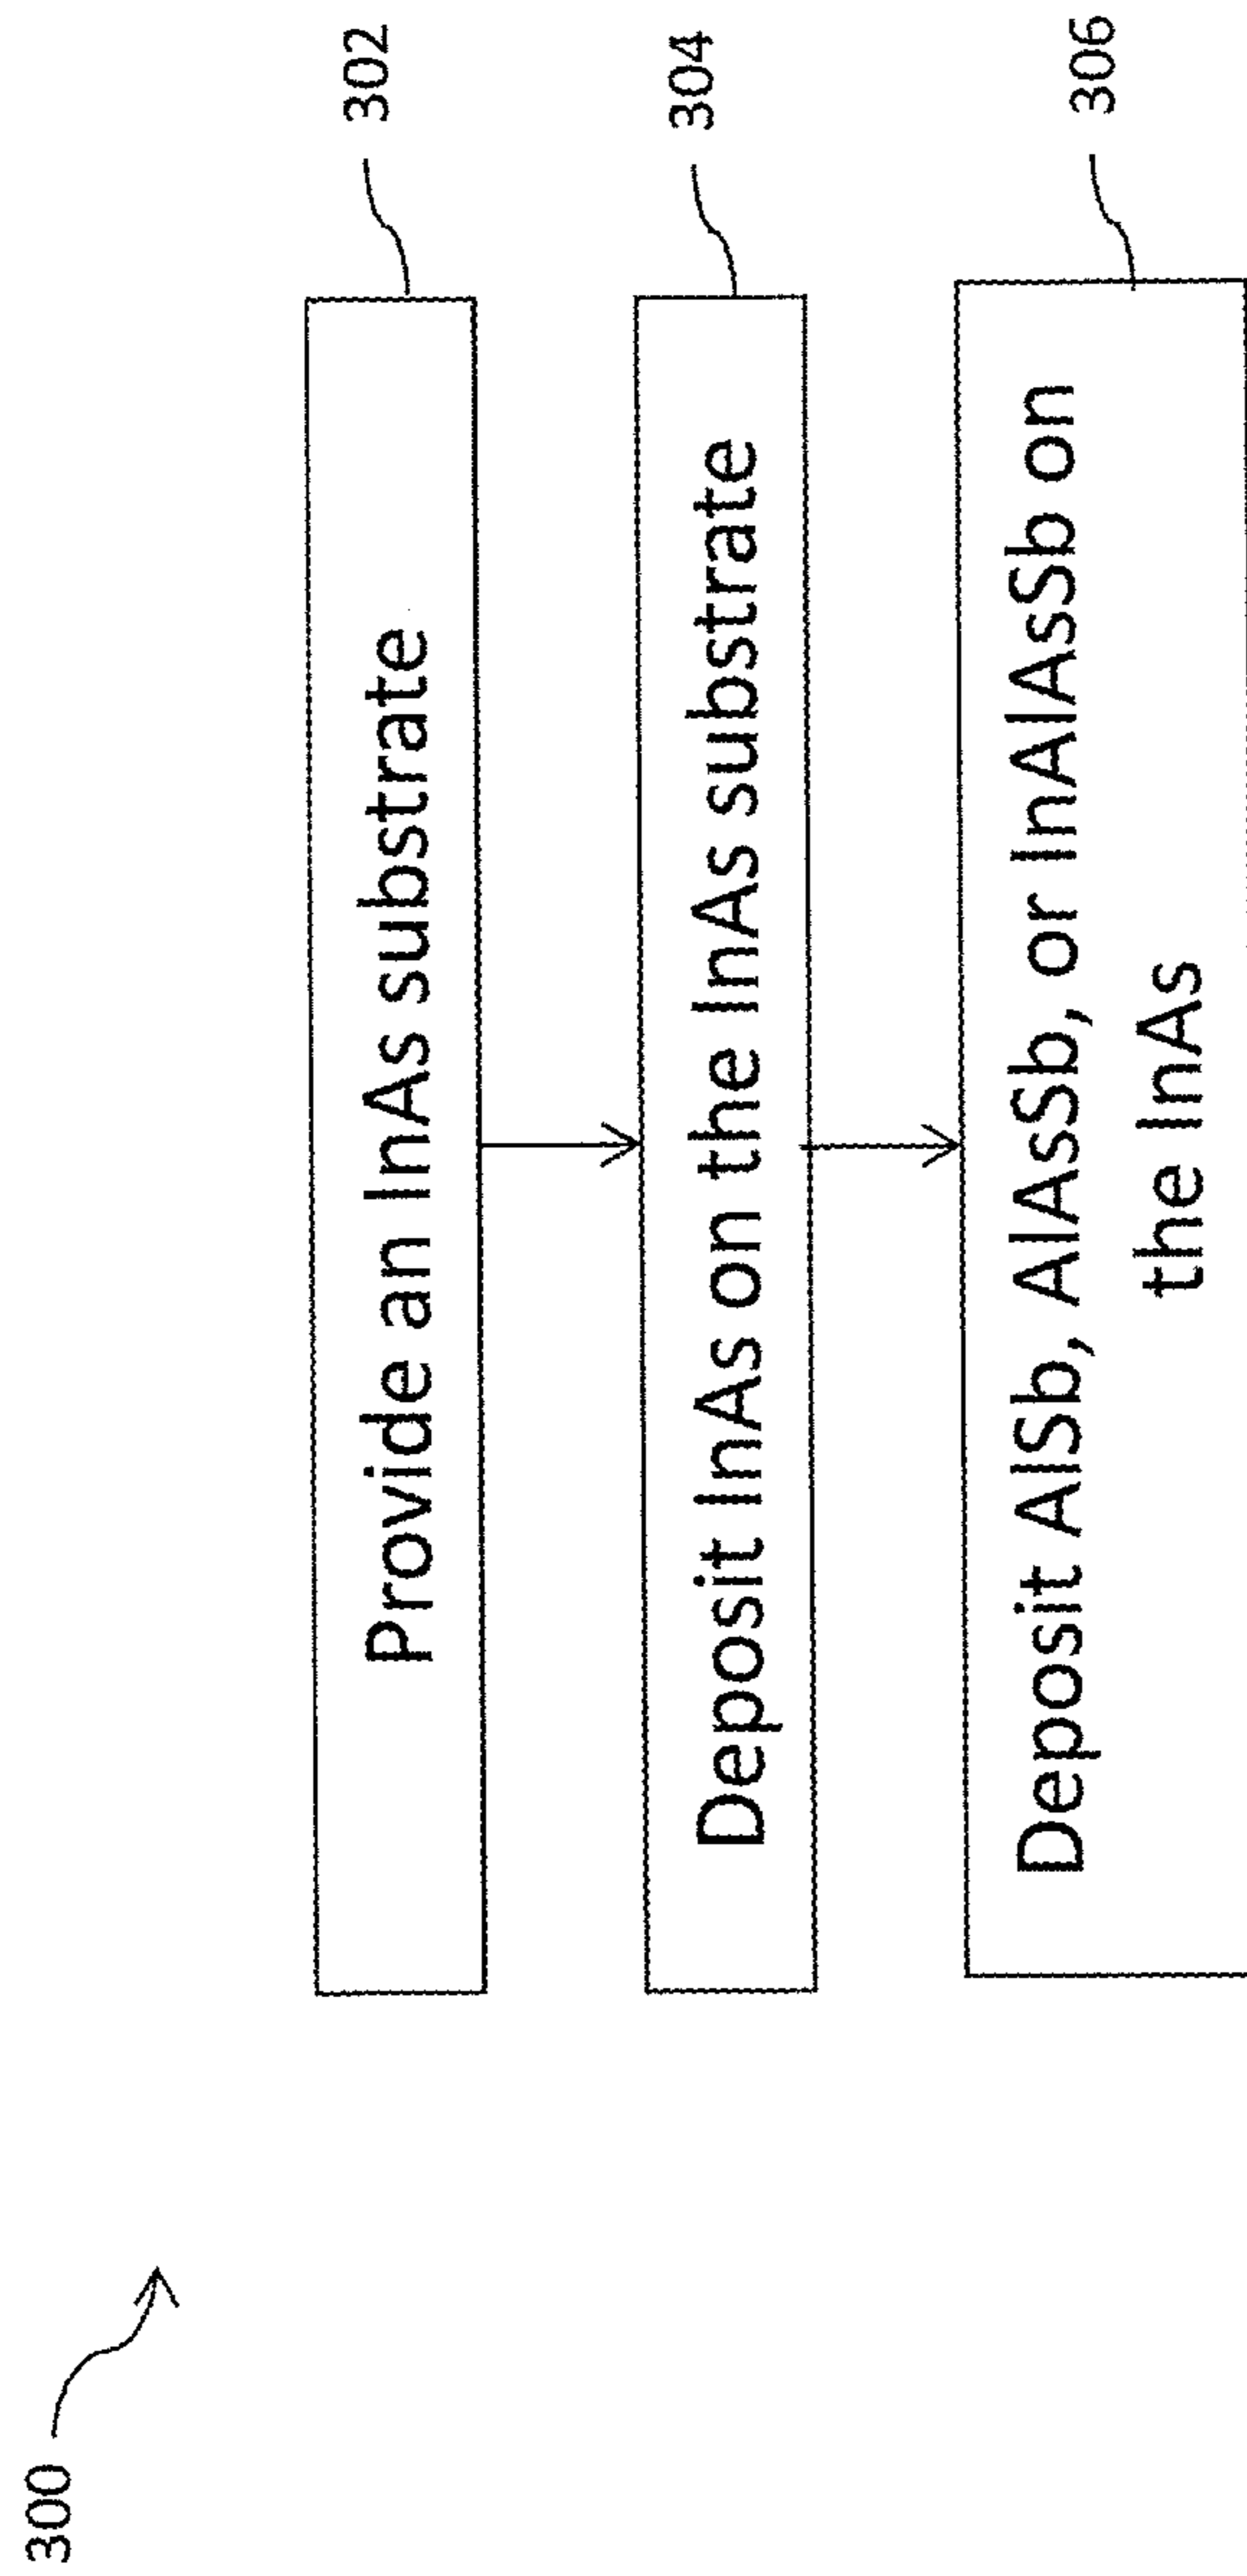 300
Provide an InAs substrate
302
Deposit InAs on the InAs substrate
304
Deposit AlSb, AlAsSb, or InAlAsSb on
the InAs
306